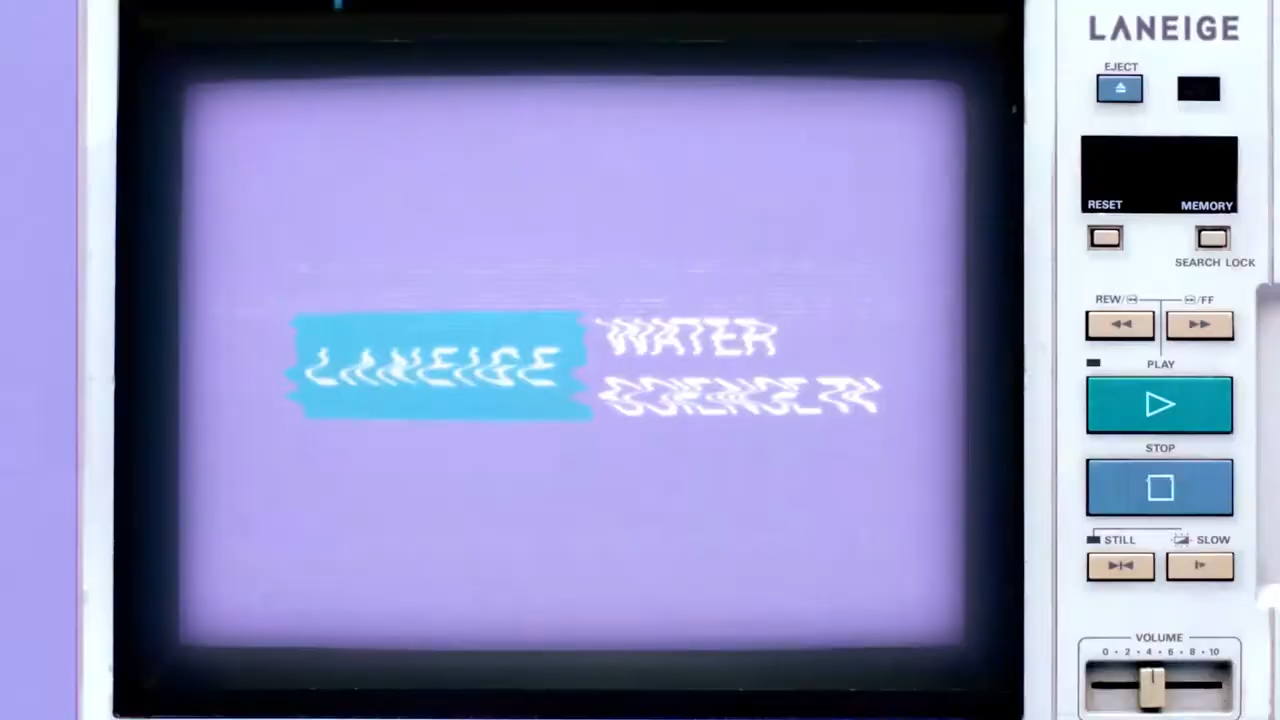 LANEIGE
EJECT
RESET MEMORY
SEARCH LOCK
REW/ /FF
PLAY
STOP
STILL SLOW
VOLUME
0 · 2 · 4 · 6 · 8 · 10
LANEIGE
WATER